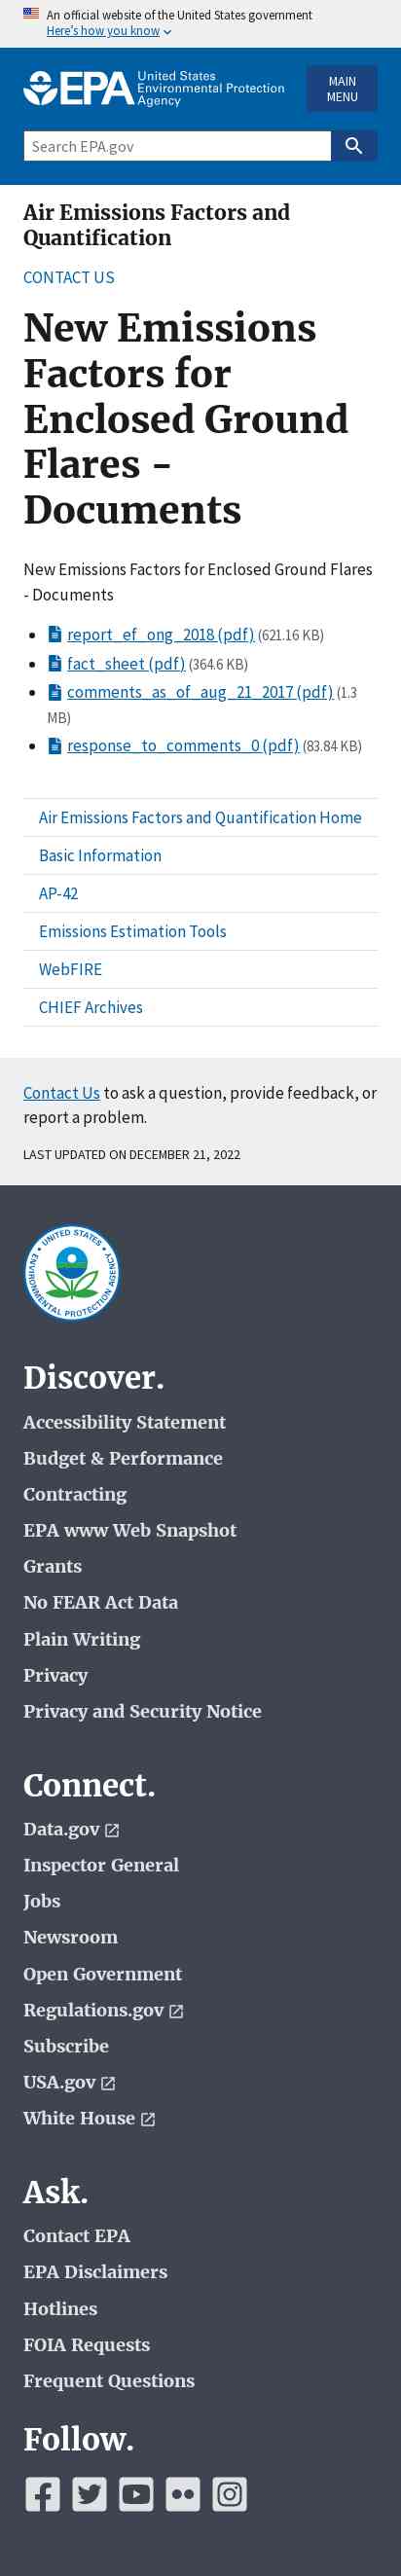 An official website of the United States government
Here's how you know
EPA United States
Environmental Protection
Agency
MAIN
MENU
Search EPA.gov
Air Emissions Factors and
Quantification
CONTACT US
New Emissions
Factors for
Enclosed Ground
Flares -
Documents
New Emissions Factors for Enclosed Ground Flares
- Documents
report_ef_ong_2018 (pdf) (621.16 KB)
fact_sheet (pdf) (364.6 KB)
comments_as_of_aug_21_2017 (pdf) (1.3
MB)
response_to_comments_0 (pdf) (83.84 KB)
Air Emissions Factors and Quantification Home
Basic Information
AP-42
Emissions Estimation Tools
WebFIRE
CHIEF Archives
Contact Us to ask a question, provide feedback, or
report a problem.
LAST UPDATED ON DECEMBER 21, 2022
UNITED STATES
ENVIRONMENTAL PROTECTION AGENCY
Discover.
Accessibility Statement
Budget & Performance
Contracting
EPA www Web Snapshot
Grants
No FEAR Act Data
Plain Writing
Privacy
Privacy and Security Notice
Connect.
Data.gov
Inspector General
Jobs
Newsroom
Open Government
Regulations.gov
Subscribe
USA.gov
White House
Ask.
Contact EPA
EPA Disclaimers
Hotlines
FOIA Requests
Frequent Questions
Follow.